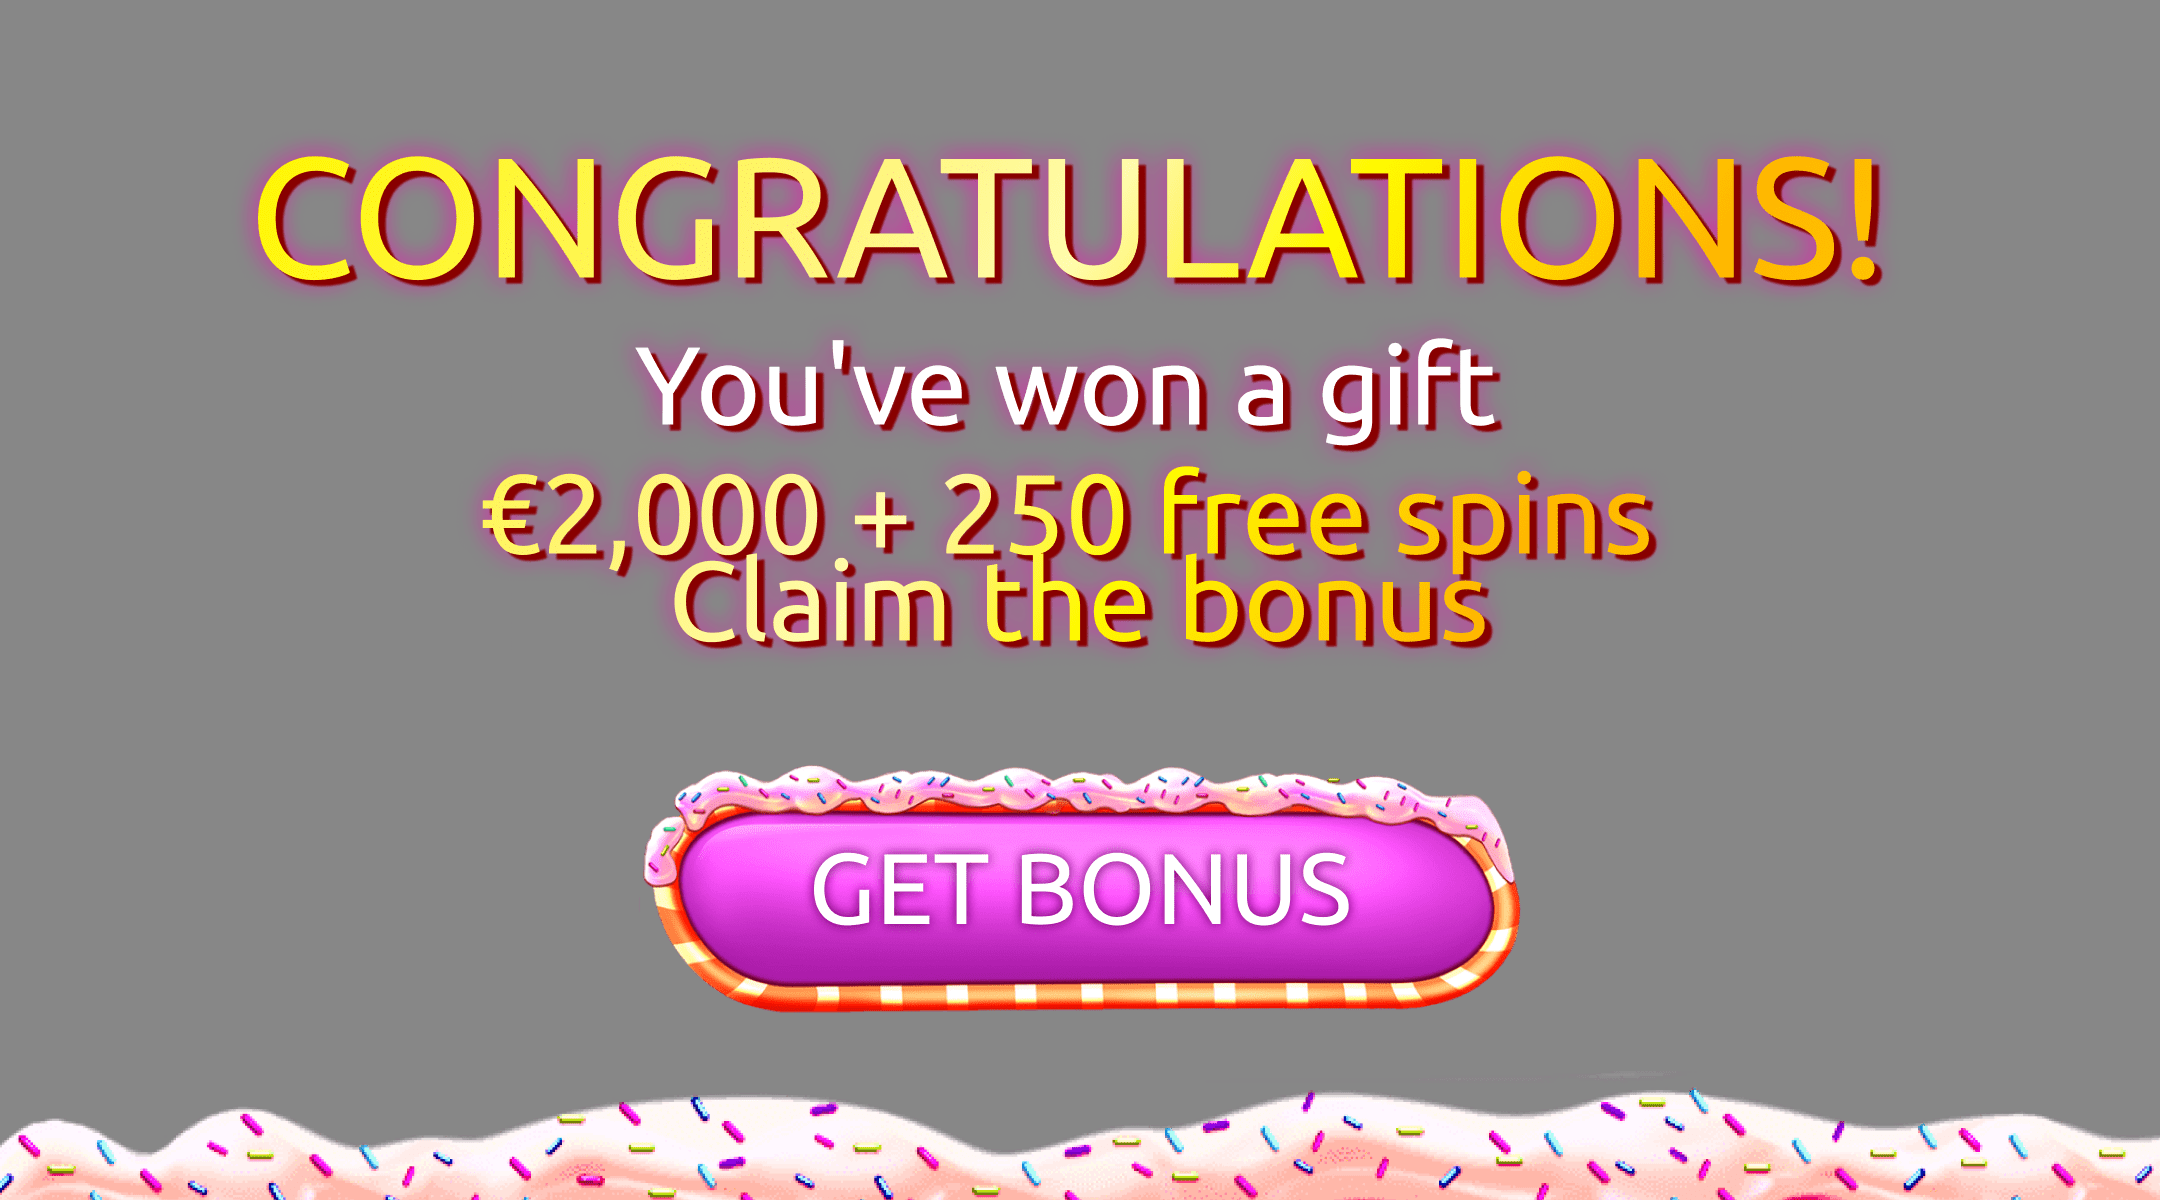 CONGRATULATIONS!
You've won a gift
€2,000 + 250 free spins
Claim the bonus
GET BONUS